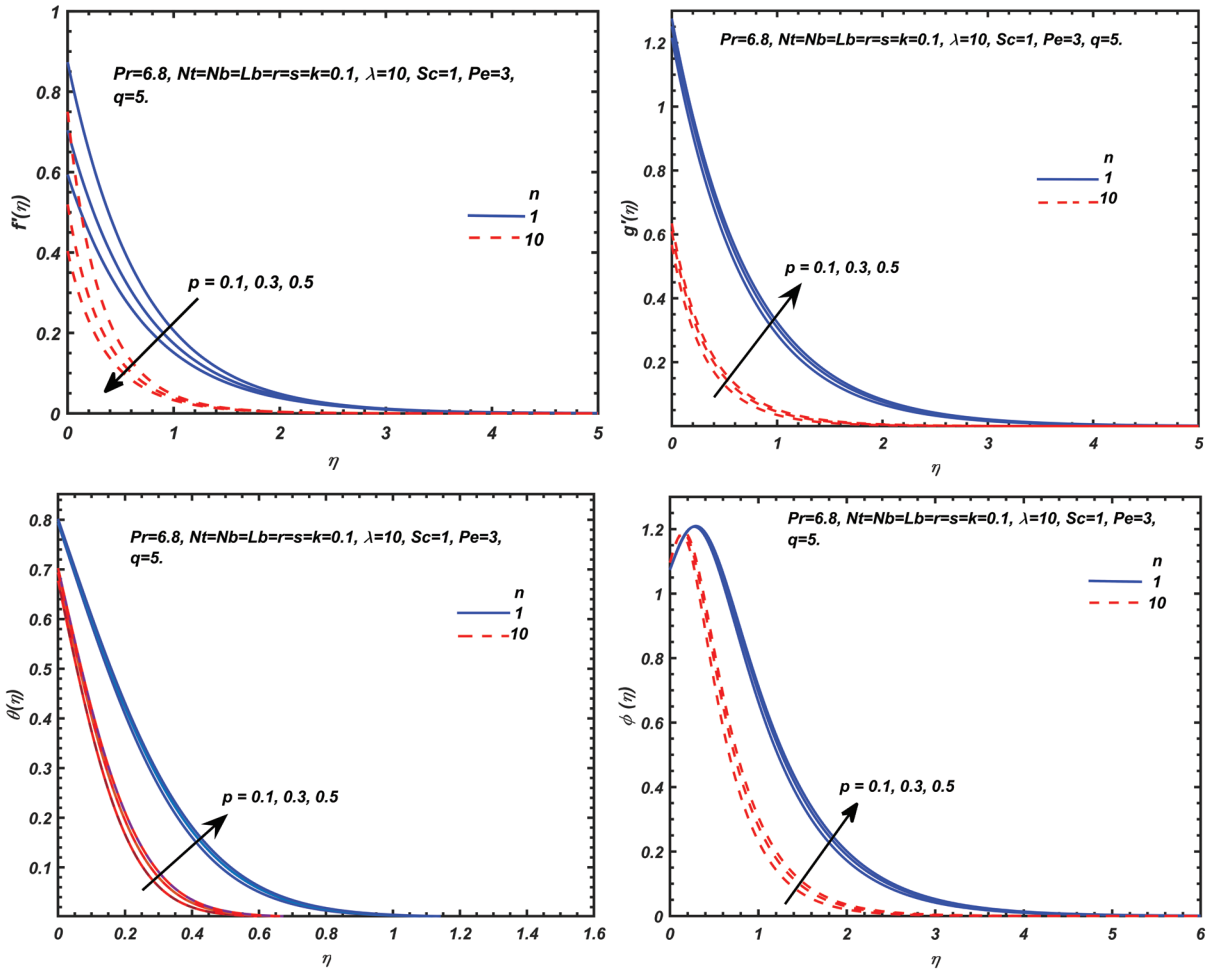 Pr=6.8, Nt=Nb=Lb=r=s=k=0.1, λ=10, Sc=1, Pe=3,
q=5.
n
1
10
p = 0.1, 0.3, 0.5
f'(η)
1
0.8
0.6
0.4
0.2
0
0 1 2 3 4 5
η
Pr=6.8, Nt=Nb=Lb=r=s=k=0.1, λ=10, Sc=1, Pe=3, q=5.
n
1
10
p = 0.1, 0.3, 0.5
g'(η)
1.2
1
0.8
0.6
0.4
0.2
0 1 2 3 4 5
η
Pr=6.8, Nt=Nb=Lb=r=s=k=0.1, λ=10, Sc=1, Pe=3,
q=5.
n
1
10
p = 0.1, 0.3, 0.5
θ(η)
0.8
0.7
0.6
0.5
0.4
0.3
0.2
0.1
0 0.2 0.4 0.6 0.8 1 1.2 1.4 1.6
η
Pr=6.8, Nt=Nb=Lb=r=s=k=0.1, λ=10, Sc=1, Pe=3,
q=5.
n
1
10
p = 0.1, 0.3, 0.5
ϕ (η)
1.2
1
0.8
0.6
0.4
0.2
0
0 1 2 3 4 5 6
η